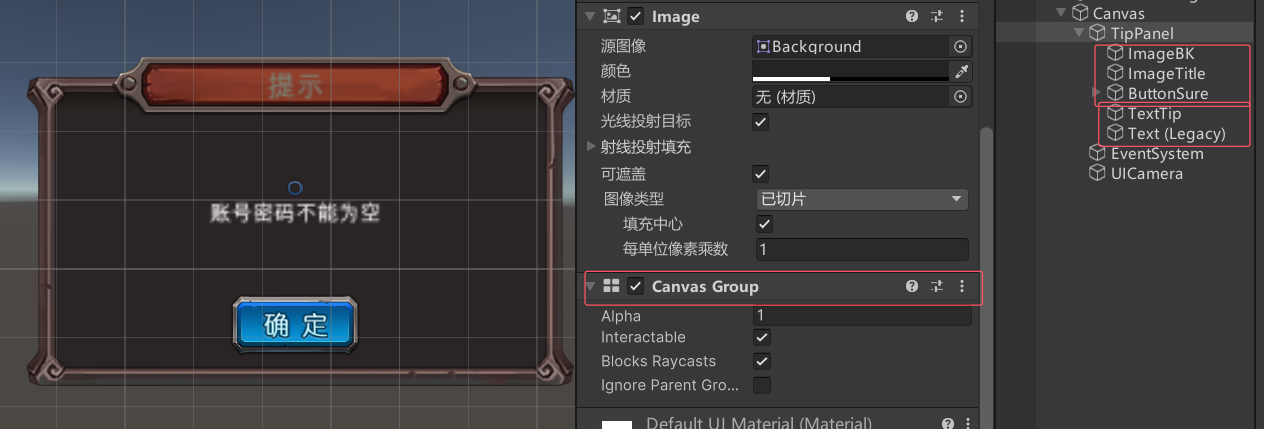 提示
账号密码不能为空
确 定
Image
源图像
Background
颜色
材质
无 (材质)
光线投射目标
射线投射填充
可遮盖
图像类型
已切片
填充中心
每单位像素乘数
1
Canvas Group
Alpha
1
Interactable
Blocks Raycasts
Ignore Parent Gro...
Default UI Material (Material)
Canvas
TipPanel
ImageBK
ImageTitle
ButtonSure
TextTip
Text (Legacy)
EventSystem
UICamera